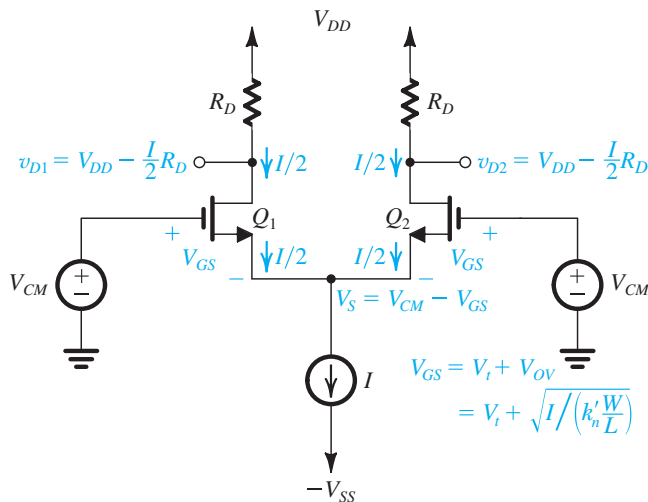 V_DD
R_D R_D
v_D1 = V_DD − I/2 R_D I/2 I/2 v_D2 = V_DD − I/2 R_D
Q_1 Q_2
+ V_GS − I/2 I/2 − V_GS +
V_CM + − V_CM + −
V_S = V_CM − V_GS
I
V_GS = V_t + V_OV
= V_t + √(I/(k′_n W/L))
−V_SS